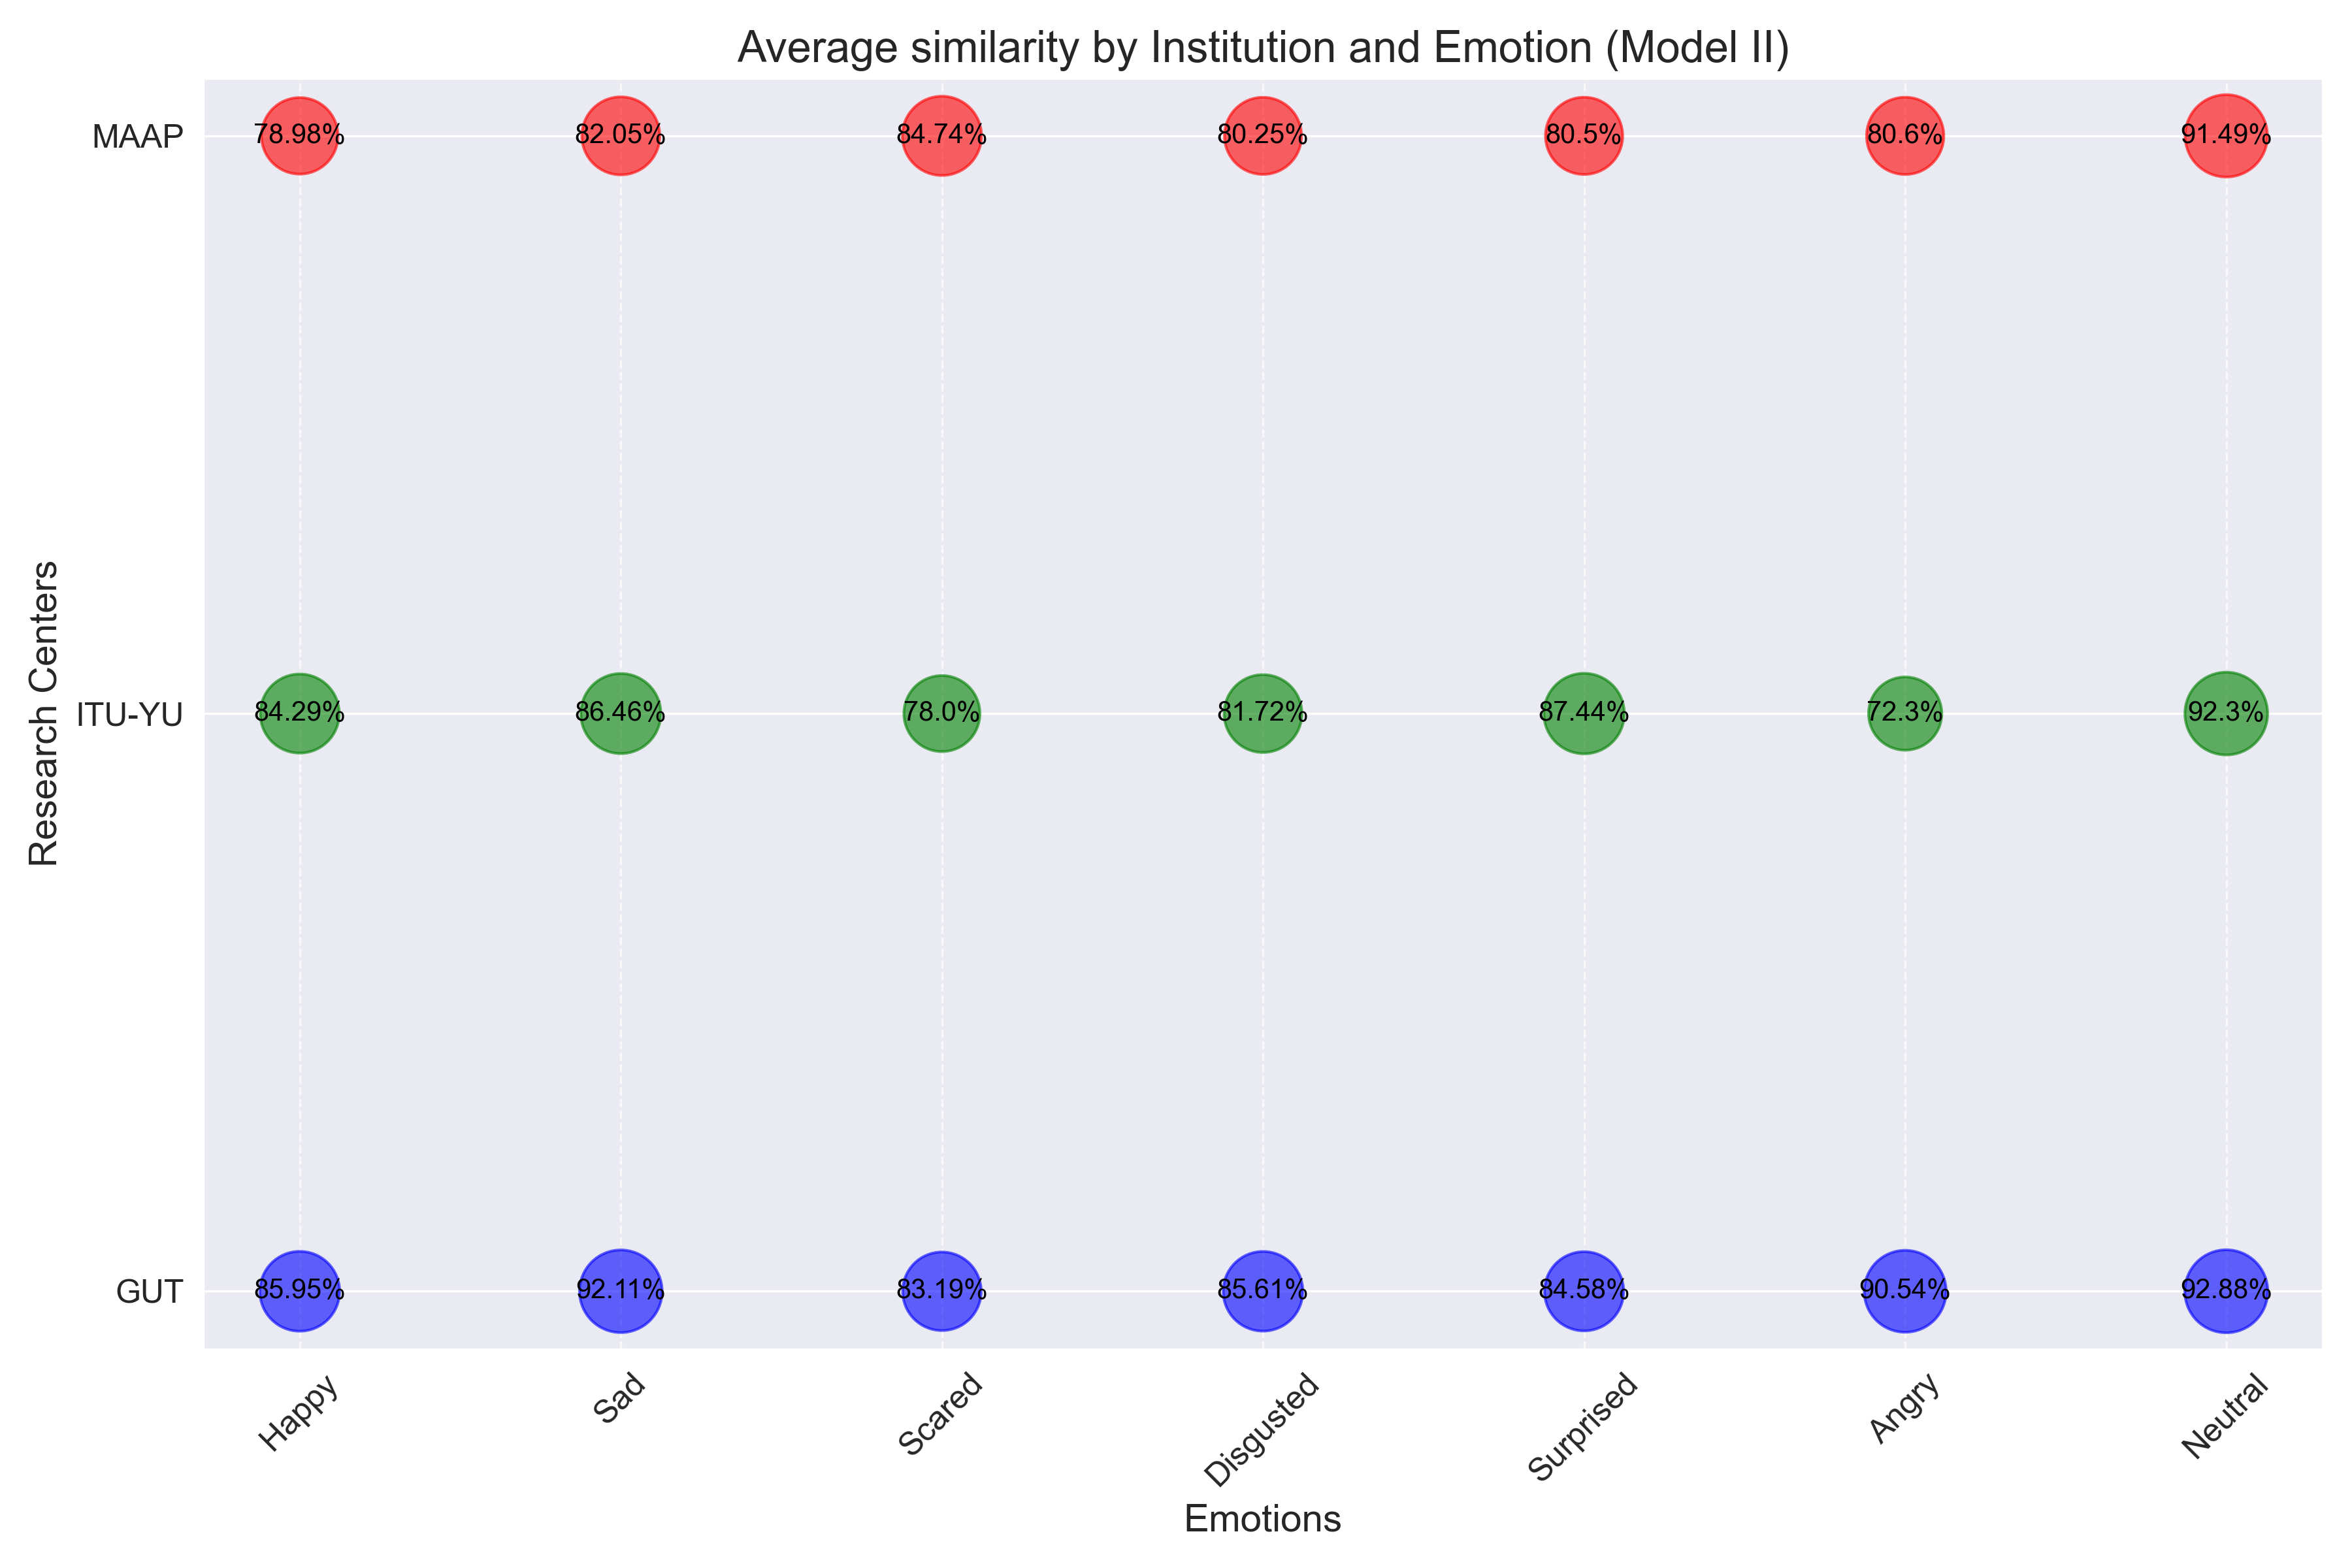 Average similarity by Institution and Emotion (Model II)
Research Centers
MAAP
78.98% 82.05% 84.74% 80.25% 80.5% 80.6% 91.49%
ITU-YU
84.29% 86.46% 78.0% 81.72% 87.44% 72.3% 92.3%
GUT
85.95% 92.11% 83.19% 85.61% 84.58% 90.54% 92.88%
Happy Sad Scared Disgusted Surprised Angry Neutral
Emotions